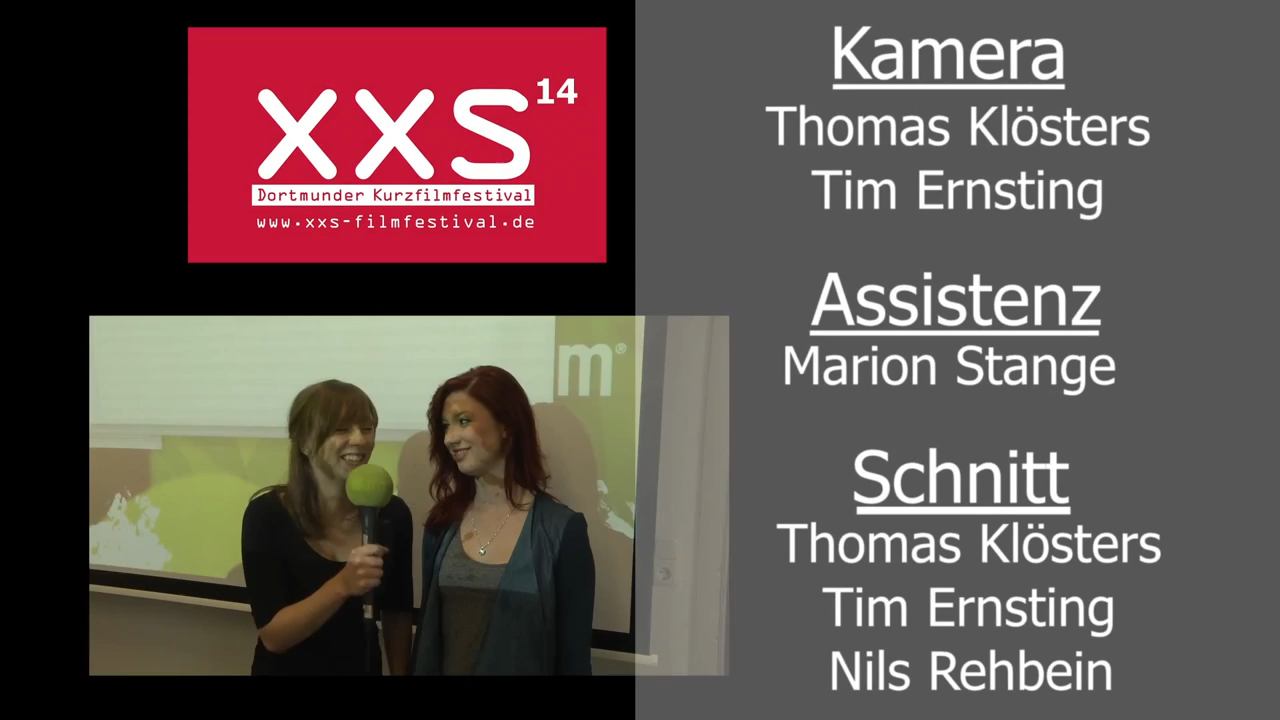 XXS 14
Dortmunder Kurzfilmfestival
www.xxs-filmfestival.de
m®
Kamera
Thomas Klösters
Tim Ernsting
Assistenz
Marion Stange
Schnitt
Thomas Klösters
Tim Ernsting
Nils Rehbein